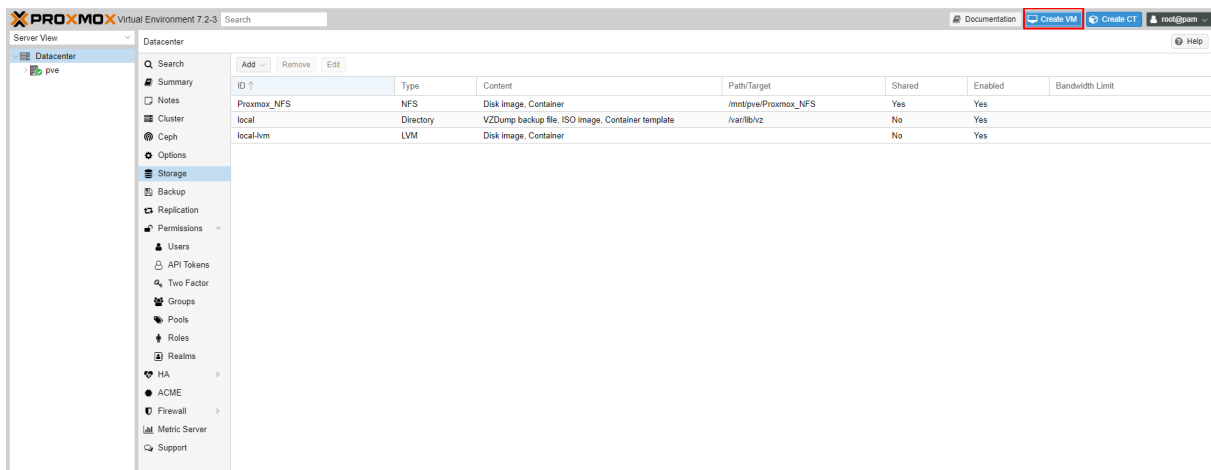 PROXMOX Virtual Environment 7.2-3 Search Documentation Create VM Create CT root@pam
Server View
Datacenter
pve
Datacenter Help
Search
Summary
Notes
Cluster
Ceph
Options
Storage
Backup
Replication
Permissions
Users
API Tokens
Two Factor
Groups
Pools
Roles
Realms
HA
ACME
Firewall
Metric Server
Support
Add Remove Edit
ID ↑ Type Content Path/Target Shared Enabled Bandwidth Limit
Proxmox_NFS NFS Disk image, Container /mnt/pve/Proxmox_NFS Yes Yes
local Directory VZDump backup file, ISO image, Container template /var/lib/vz No Yes
local-lvm LVM Disk image, Container No Yes